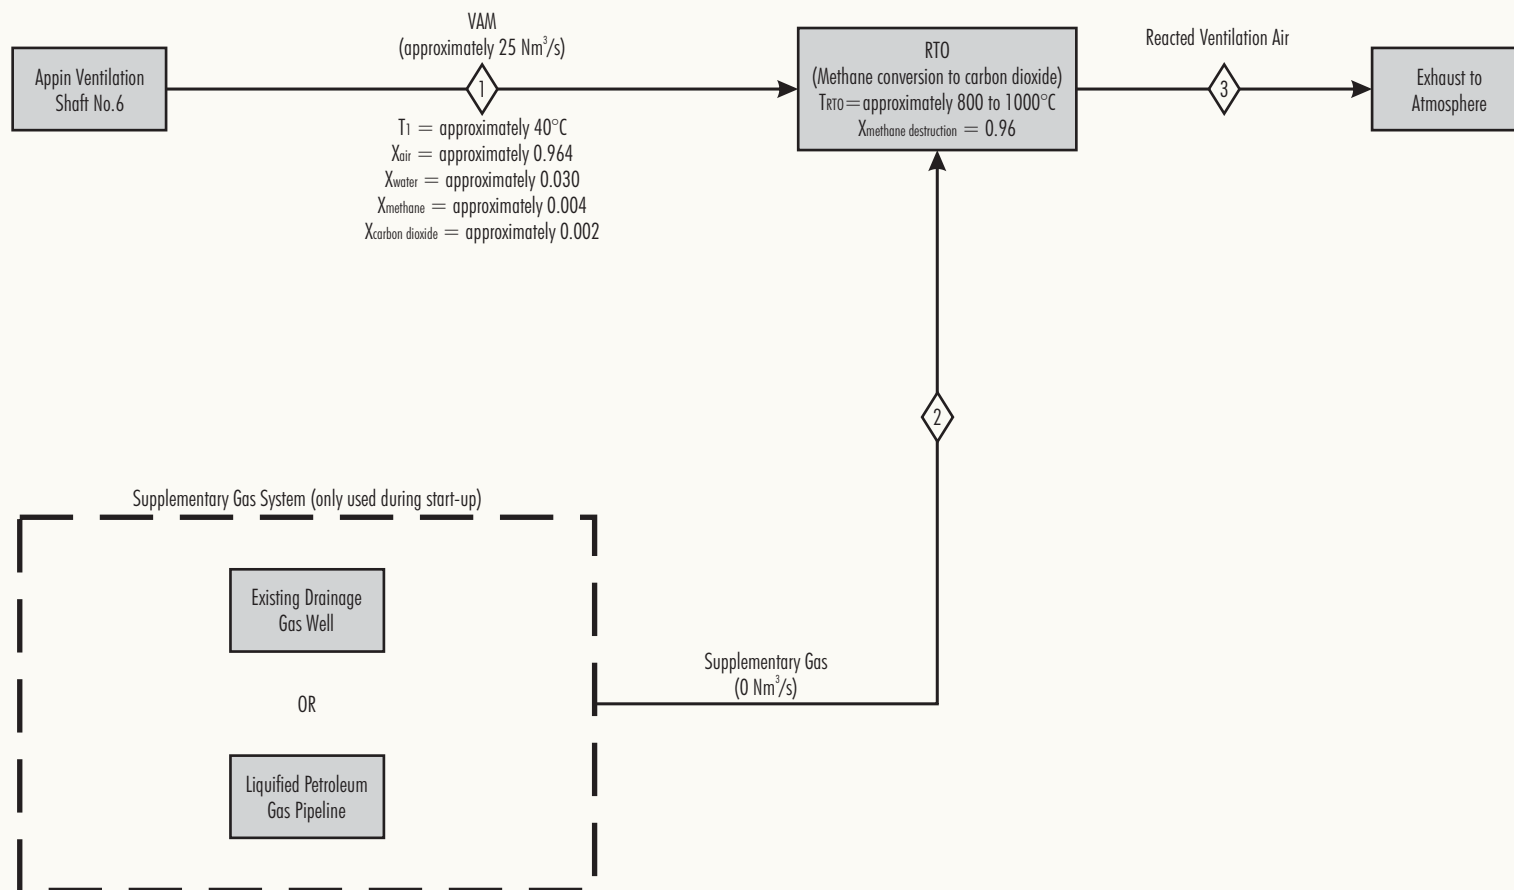 Appin Ventilation
Shaft No.6
VAM
(approximately 25 Nm³/s)
1
T1 = approximately 40°C
Xair = approximately 0.964
Xwater = approximately 0.030
Xmethane = approximately 0.004
Xcarbon dioxide = approximately 0.002
RTO
(Methane conversion to carbon dioxide)
TRTO=approximately 800 to 1000°C
Xmethane destruction = 0.96
Reacted Ventilation Air
3
Exhaust to
Atmosphere
2
Supplementary Gas System (only used during start-up)
Existing Drainage
Gas Well
OR
Liquified Petroleum
Gas Pipeline
Supplementary Gas
(0 Nm³/s)